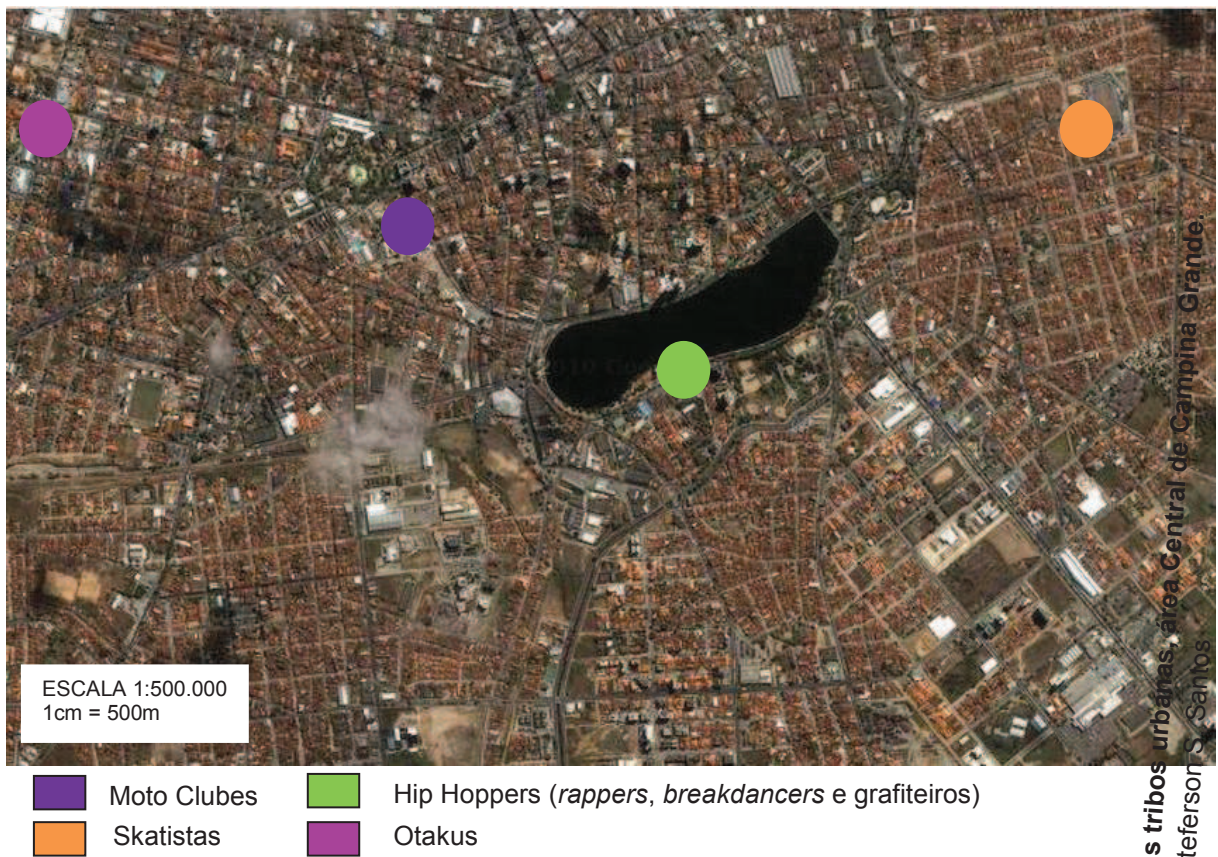 ESCALA 1:500.000
1cm = 500m
Moto Clubes
Hip Hoppers (rappers, breakdancers e grafiteiros)
Skatistas
Otakus
s tribos urbanas, área Central de Campina Grande.
teferson S. Santos